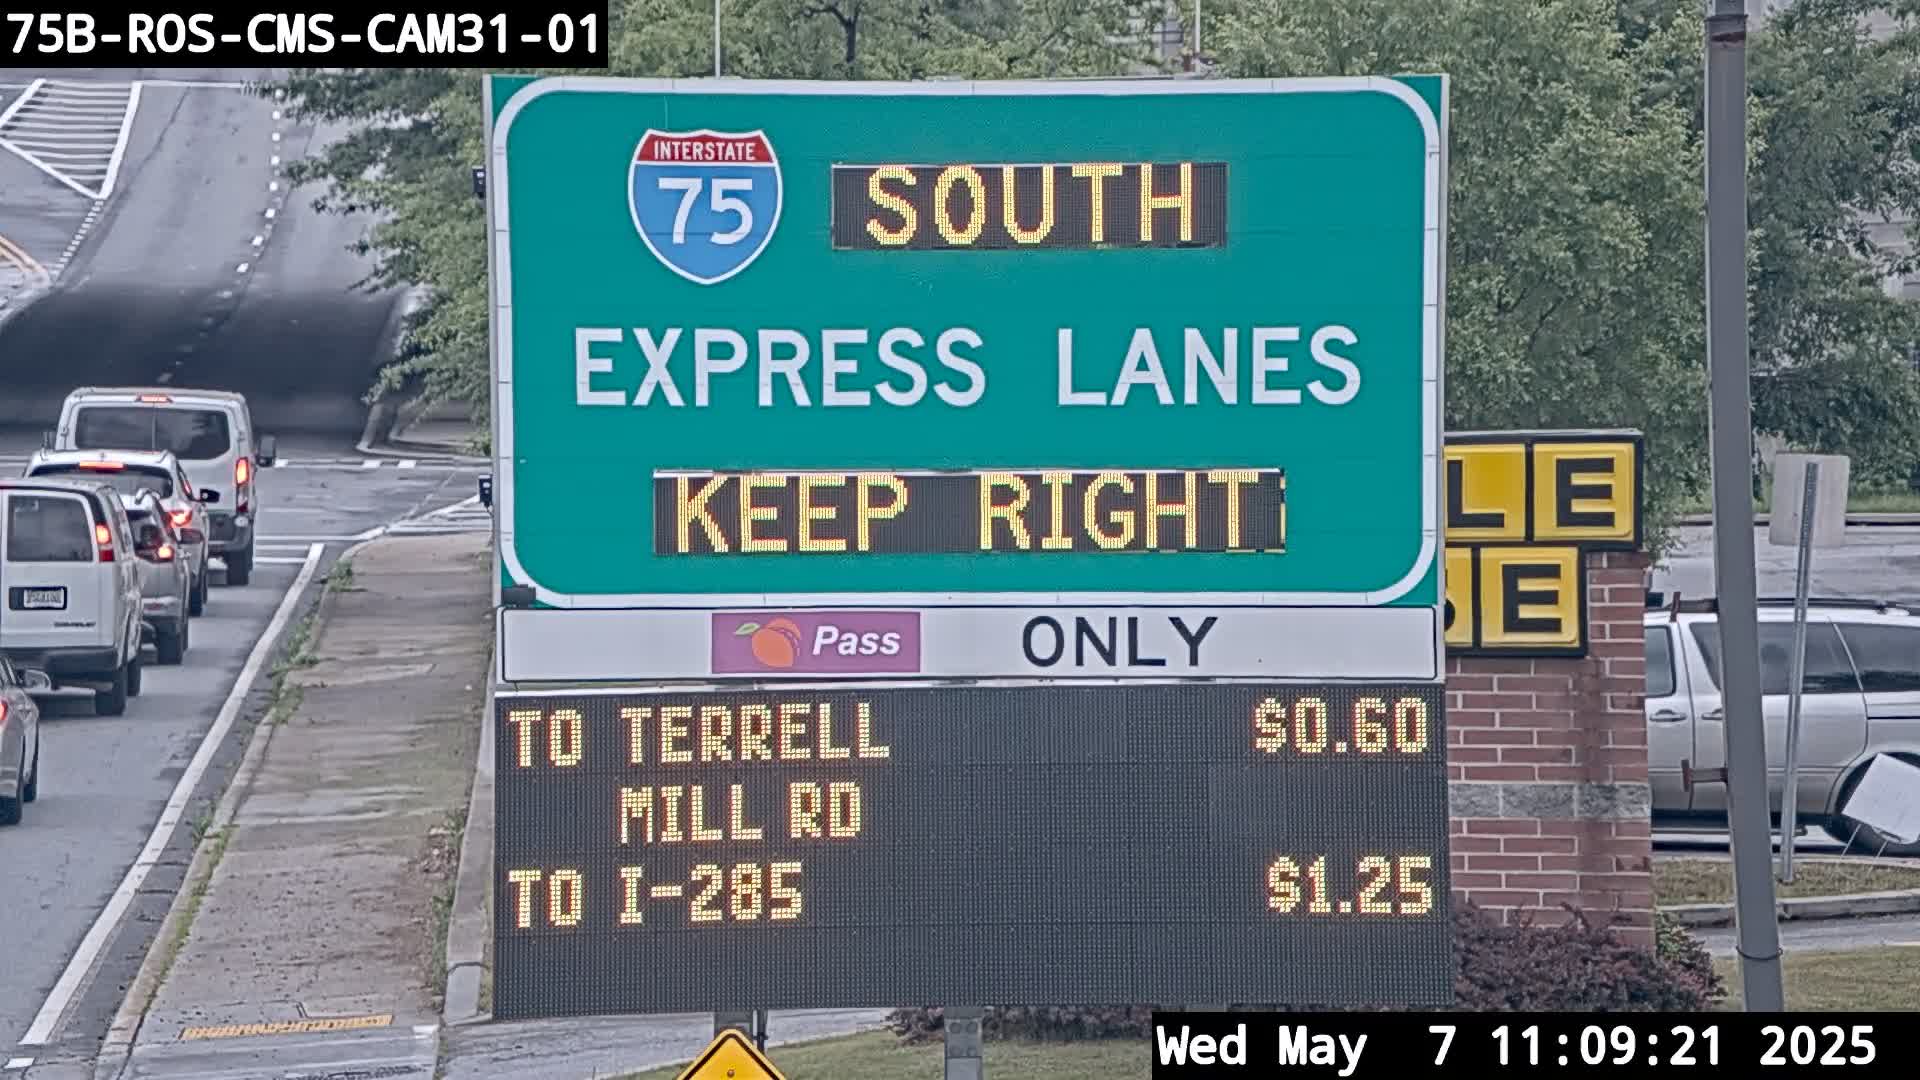 75B-ROS-CMS-CAM31-01
INTERSTATE
75
SOUTH
EXPRESS LANES
KEEP RIGHT
Pass ONLY
TO TERRELL $0.60
MILL RD
TO I-285 $1.25
LE
E
Wed May 7 11:09:21 2025